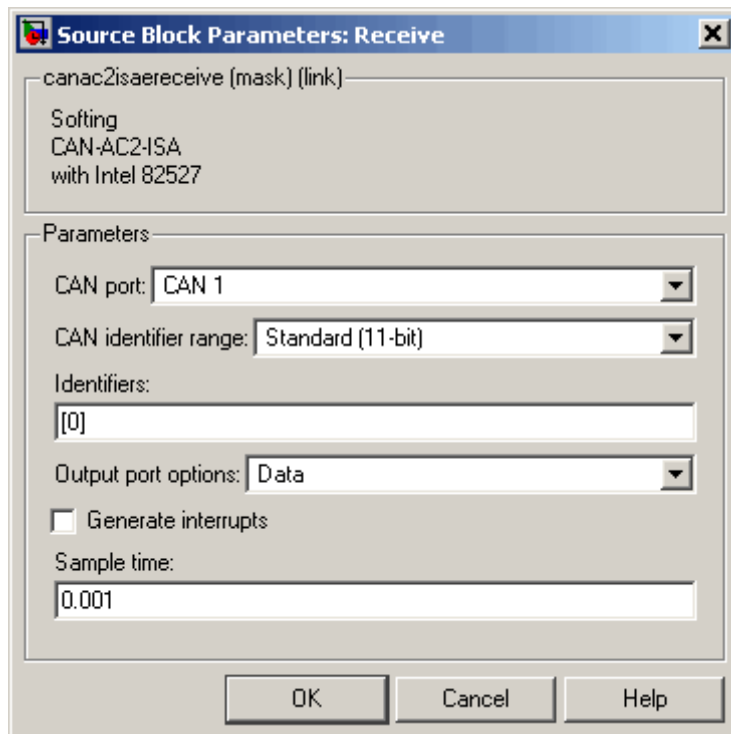 Source Block Parameters: Receive
canac2isaereceive (mask) (link)
Softing
CAN-AC2-ISA
with Intel 82527
Parameters
CAN port: CAN 1
CAN identifier range: Standard (11-bit)
Identifiers:
[0]
Output port options: Data
Generate interrupts
Sample time:
0.001
OK Cancel Help